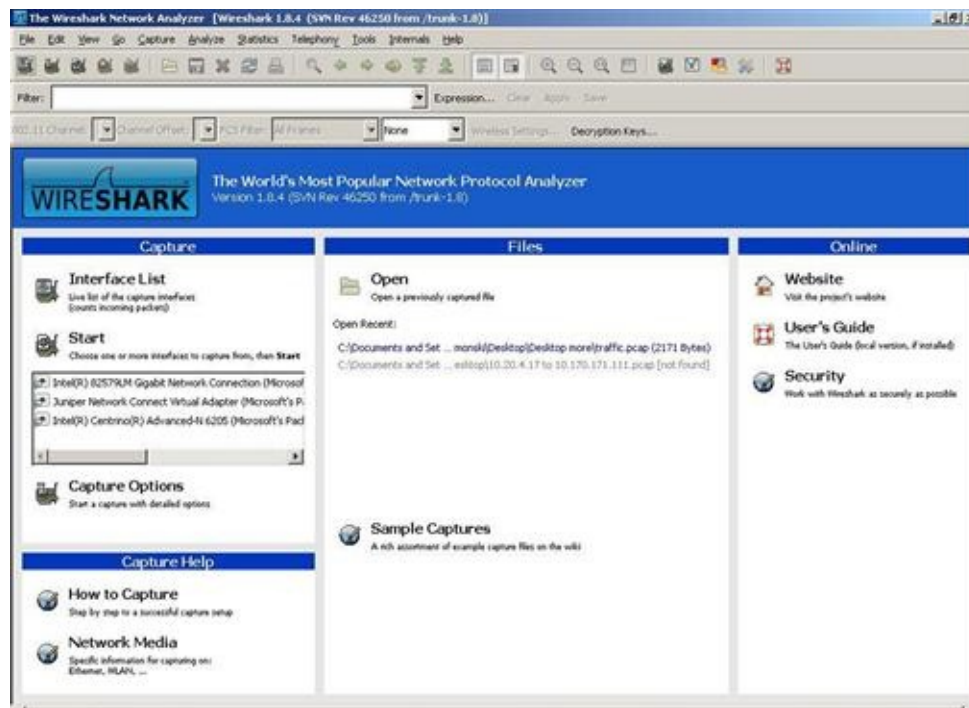 The Wireshark Network Analyzer [Wireshark 1.8.4 (SVN Rev 46250 from /trunk-1.8)]
File Edit View Go Capture Analyze Statistics Telephony Tools Internals Help
Filter: Expression... Clear Apply Save
802.11 Channel: Channel Offset: FCS Filter: All Frames None Wireless Settings... Decryption Keys...
WIRESHARK
The World's Most Popular Network Protocol Analyzer
Version 1.8.4 (SVN Rev 46250 from /trunk-1.8)
Capture
Interface List
Live list of the capture interfaces
(counts incoming packets)
Start
Choose one or more interfaces to capture from, then Start
Intel(R) 82579LM Gigabit Network Connection (Microsof
Juniper Network Connect Virtual Adapter (Microsoft's P
Intel(R) Centrino(R) Advanced-N 6205 (Microsoft's Pac
Capture Options
Start a capture with detailed options
Capture Help
How to Capture
Step by step to a successful capture setup
Network Media
Specific information for capturing on:
Ethernet, WLAN, ...
Files
Open
Open a previously captured file
Open Recent:
C:\Documents and Set ... monski\Desktop\Desktop more\traffic.pcap (2171 Bytes)
C:\Documents and Set ... esktop\10.20.4.17 to 10.170.171.111.pcap [not found]
Sample Captures
A rich assortment of example capture files on the wiki
Online
Website
Visit the project's website
User's Guide
The User's Guide (local version, if installed)
Security
Work with Wireshark as securely as possible